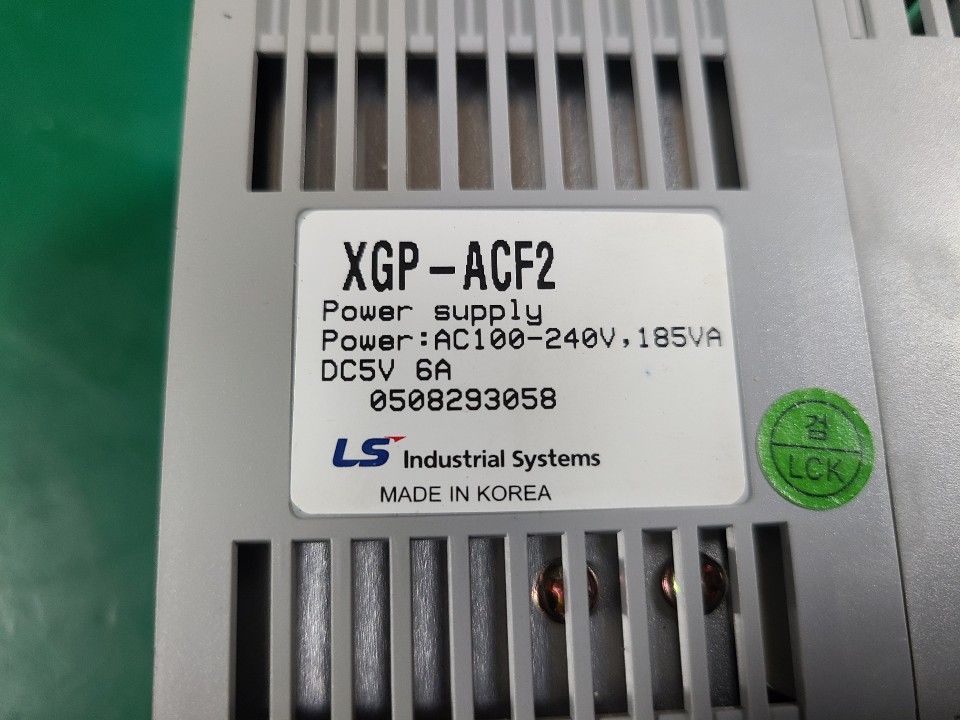 XGP-ACF2
Power supply
Power:AC100-240V,185VA
DC5V 6A
0508293058
LS Industrial Systems
MADE IN KOREA
검
LCK